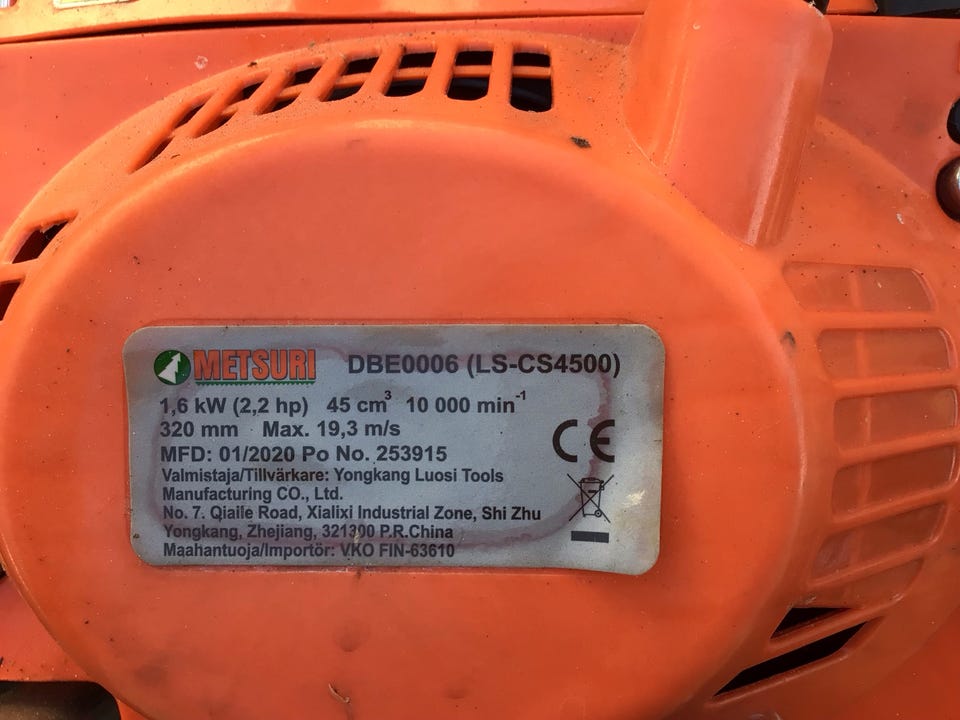 METSURI DBE0006 (LS-CS4500)
1,6 kW (2,2 hp) 45 cm³ 10 000 min⁻¹
320 mm Max. 19,3 m/s
CE
MFD: 01/2020 Po No. 253915
Valmistaja/Tillvärkare: Yongkang Luosi Tools
Manufacturing CO., Ltd.
No. 7. Qiaile Road, Xialixi Industrial Zone, Shi Zhu
Yongkang, Zhejiang, 321300 P.R.China
Maahantuoja/Importör: VKO FIN-63610